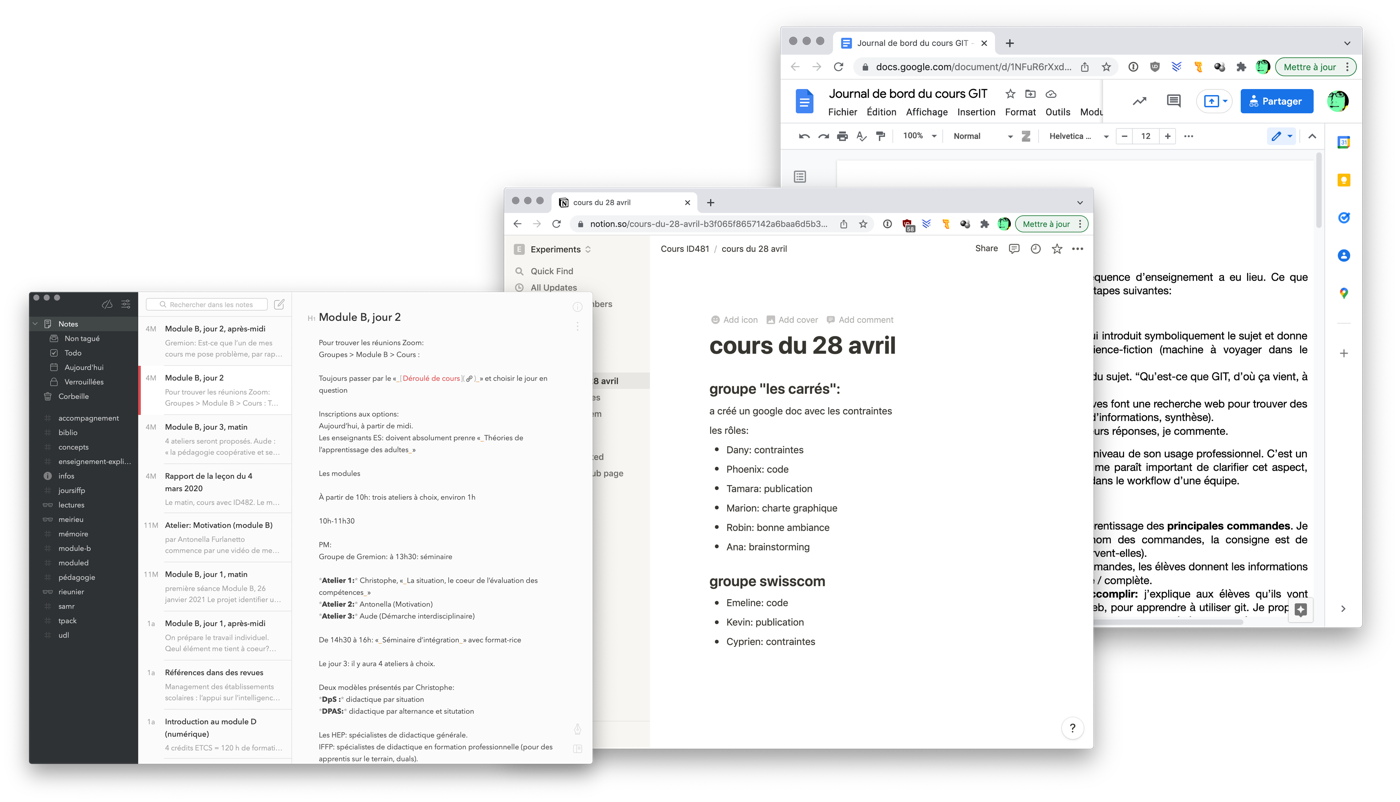 Journal de bord du cours GIT -
docs.google.com/document/d/1NFuR6rXxd...
Mettre à jour
Journal de bord du cours GIT
Fichier Édition Affichage Insertion Format Outils Modu
Partager
100% Normal Helvetica ... − 12 + ...
quence d'enseignement a eu lieu. Ce que
tapes suivantes:
ui introduit symboliquement le sujet et donne
ience-fiction (machine à voyager dans le
du sujet. "Qu'est-ce que GIT, d'où ça vient, à
ves font une recherche web pour trouver des
d'informations, synthèse).
urs réponses, je commente.
niveau de son usage professionnel. C'est un
me paraît important de clarifier cet aspect,
dans le workflow d'une équipe.
rentissage des principales commandes. Je
nom des commandes, la consigne est de
rvent-elles).
mandes, les élèves donnent les informations
e / complète.
ccomplir: j'explique aux élèves qu'ils vont
eb, pour apprendre à utiliser git. Je prop
cours du 28 avril
notion.so/cours-du-28-avril-b3f065f8657142a6baa6d5b3...
Mettre à jour
E Experiments
Quick Find
All Updates
mbers
28 avril
es
em
ted
ub page
Cours ID481 / cours du 28 avril
Share
Add icon Add cover Add comment
cours du 28 avril
groupe "les carrés":
a créé un google doc avec les contraintes
les rôles:
• Dany: contraintes
• Phoenix: code
• Tamara: publication
• Marion: charte graphique
• Robin: bonne ambiance
• Ana: brainstorming
groupe swisscom
• Emeline: code
• Kevin: publication
• Cyprien: contraintes
?
Notes
Non tagué
Todo
Aujourd'hui
Verrouillées
Corbeille
accompagnement
biblio
concepts
enseignement-expli...
infos
joursiffp
lectures
meirieu
mémoire
module-b
moduled
pédagogie
rieunier
samr
tpack
udl
Rechercher dans les notes
4M Module B, jour 2, après-midi
Gremion: Est-ce que l'un de mes
cours me pose problème, par rap...
4M Module B, jour 2
Pour trouver les réunions Zoom:
Groupes > Module B > Cours : T...
4M Module B, jour 3, matin
4 ateliers seront proposés. Aude :
« la pédagogie coopérative et se...
4M Rapport de la leçon du 4
mars 2020
Le matin, cours avec ID482. Le m...
11M Atelier: Motivation (module B)
par Antonella Furlanetto
commence par une vidéo de me...
11M Module B, jour 1, matin
première séance Module B, 26
janvier 2021 Le projet identifier u...
1a Module B, jour 1, après-midi
On prépare le travail individuel.
Qeul élément me tient à coeur?...
1a Références dans des revues
Management des établissements
scolaires : l'appui sur l'intelligenc...
1a Introduction au module D
(numérique)
4 crédits ETCS = 120 h de formati...
H1 Module B, jour 2
Pour trouver les réunions Zoom:
Groupes > Module B > Cours :
Toujours passer par le «_[Déroulé de cours]()_» et choisir le jour en
question
Inscriptions aux options:
Aujourd'hui, à partir de midi.
Les enseignants ES: doivent absolument prenre «_Théories de
l'apprentissage des adultes_»
Les modules
À partir de 10h: trois ateliers à choix, environ 1h
10h-11h30
PM:
Groupe de Gremion: à 13h30: séminaire
*Atelier 1:* Christophe, «_La situation, le coeur de l'évaluation des
compétences_»
*Atelier 2:* Antonella (Motivation)
*Atelier 3:* Aude (Démarche interdisciplinaire)
De 14h30 à 16h: «_Séminaire d'intégration_» avec format-rice
Le jour 3: il y aura 4 ateliers à choix.
Deux modèles présentés par Christophe:
*DpS :* didactique par situation
*DPAS:* didactique par alternance et situtation
Les HEP: spécialistes de didactique générale.
IFFP: spécialistes de didactique en formation professionnelle (pour des
apprentis sur le terrain, duals).